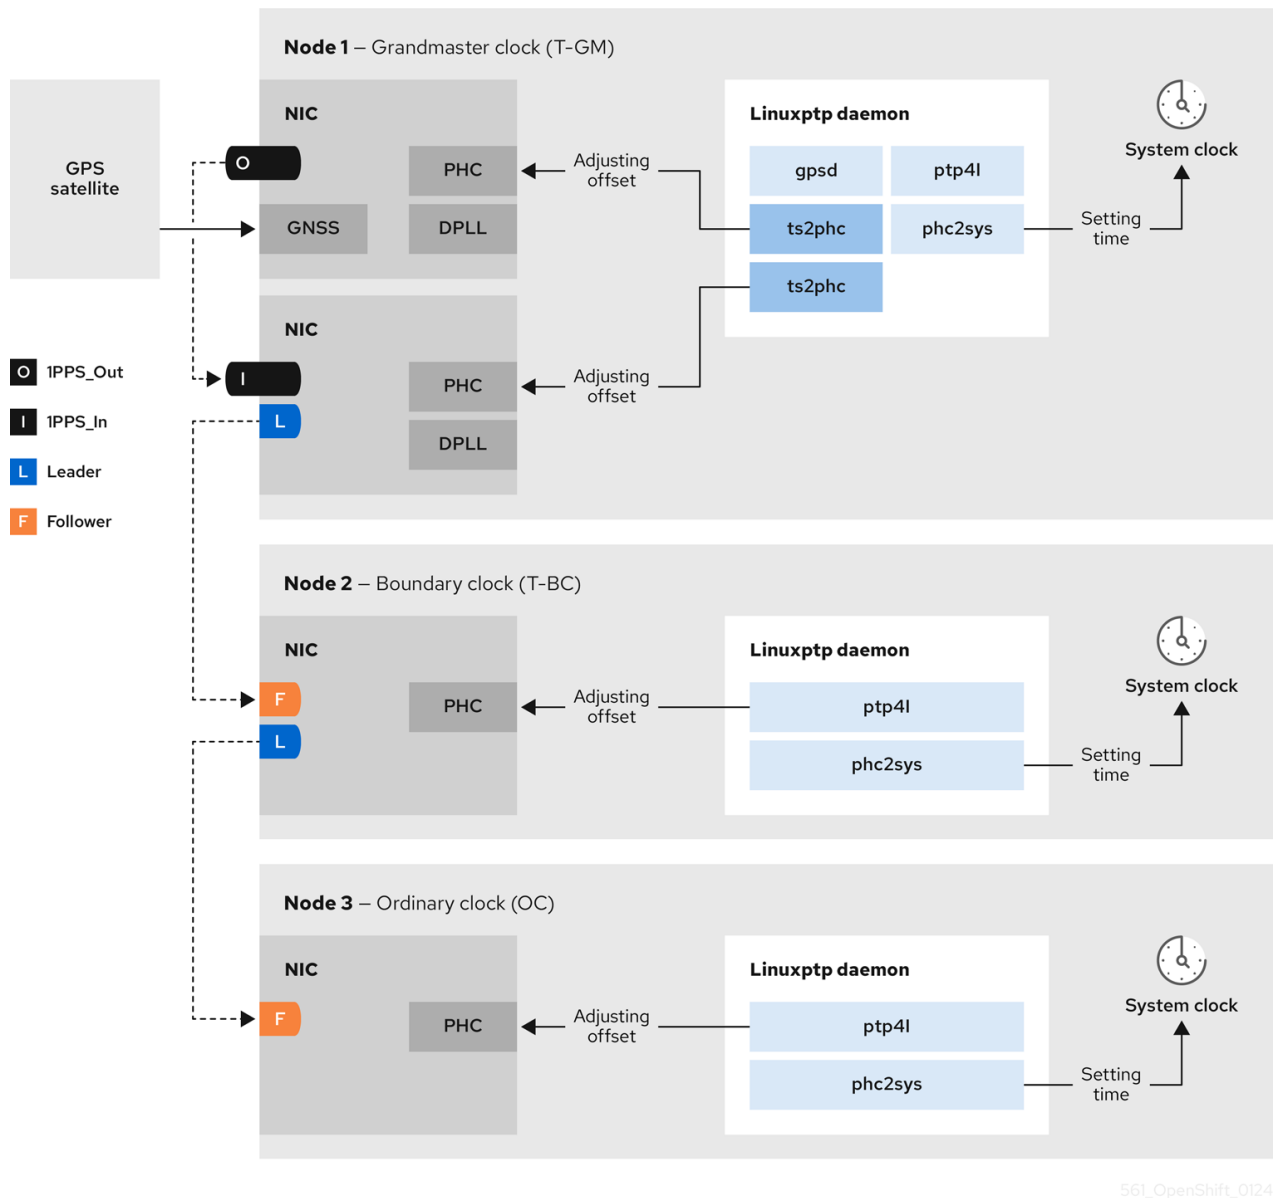 Node 1 – Grandmaster clock (T-GM)
GPS
satellite
NIC
O
PHC
GNSS
DPLL
Adjusting
offset
Linuxptp daemon
gpsd
ptp4l
ts2phc
phc2sys
ts2phc
Setting
time
System clock
NIC
I
L
PHC
DPLL
Adjusting
offset
O 1PPS_Out
I 1PPS_In
L Leader
F Follower
Node 2 – Boundary clock (T-BC)
NIC
F
L
PHC
Adjusting
offset
Linuxptp daemon
ptp4l
phc2sys
Setting
time
System clock
Node 3 – Ordinary clock (OC)
NIC
F
PHC
Adjusting
offset
Linuxptp daemon
ptp4l
phc2sys
Setting
time
System clock
561_OpenShift_0124